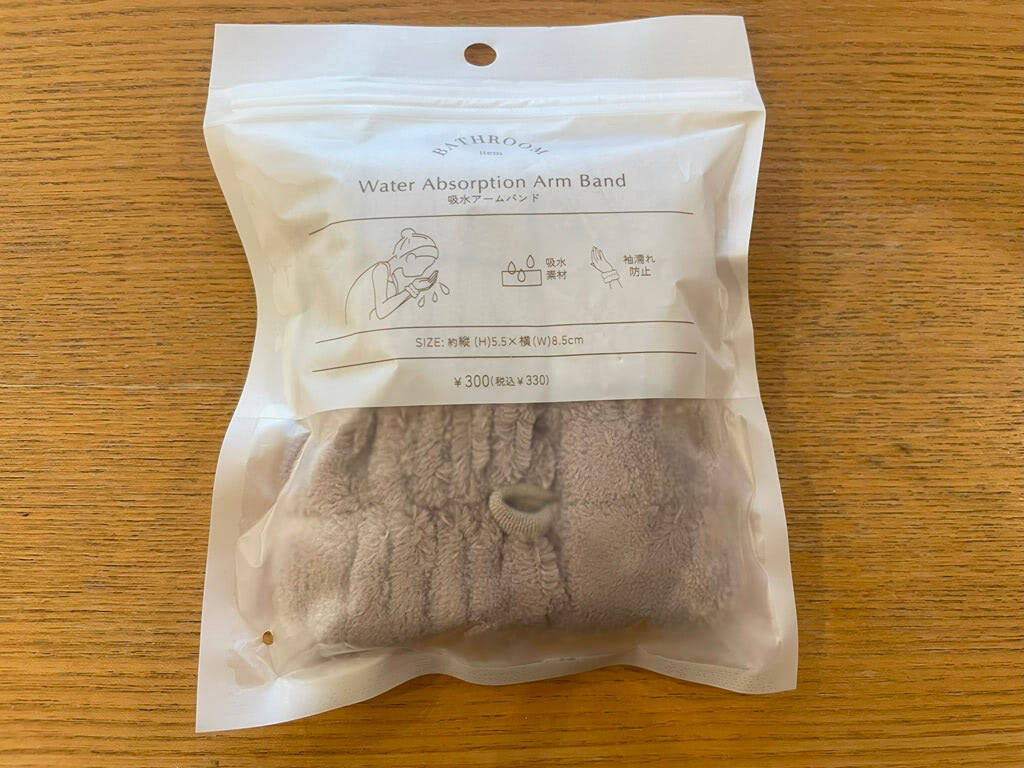 BATHROOM
item
Water Absorption Arm Band
吸水アームバンド
吸水
素材
袖濡れ
防止
SIZE: 約縦 (H)5.5×横(W)8.5cm
¥300(税込¥330)